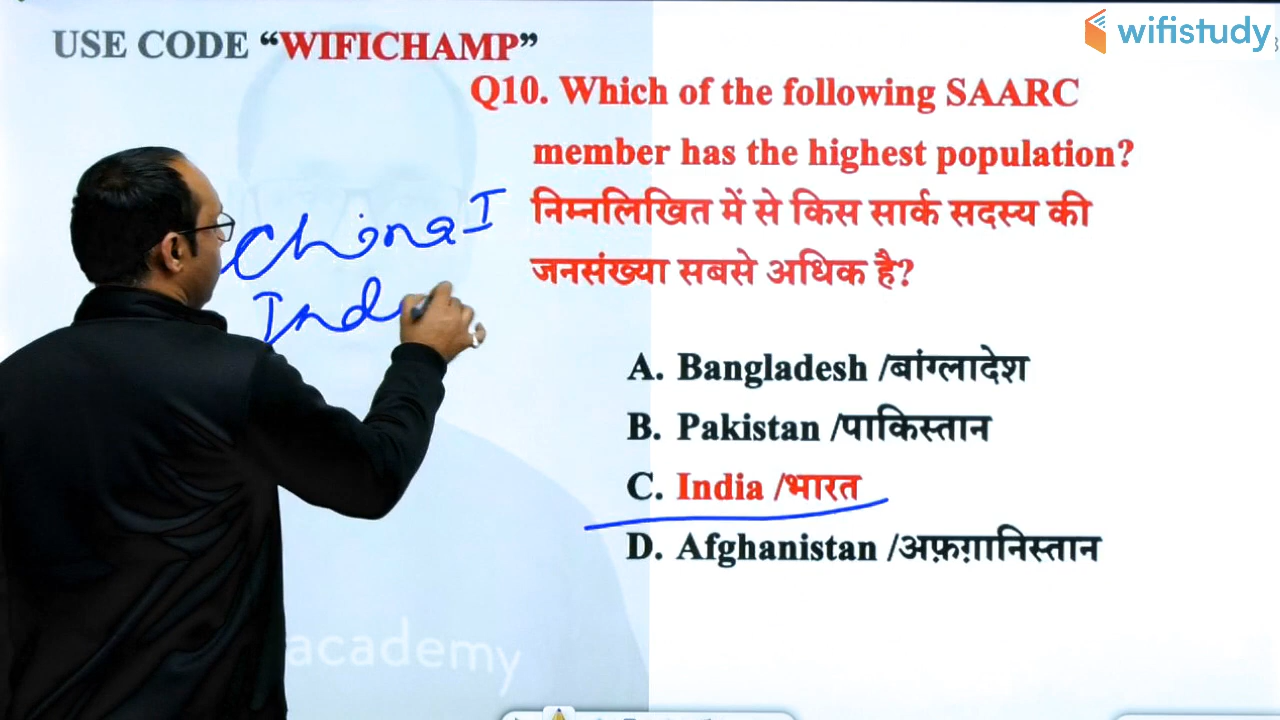 USE CODE “WIFICHAMP”
wifistudy
Q10. Which of the following SAARC
member has the highest population?
निम्नलिखित में से किस सार्क सदस्य की
जनसंख्या सबसे अधिक है?
China I
Ind
A. Bangladesh /बांग्लादेश
B. Pakistan /पाकिस्तान
C. India /भारत
D. Afghanistan /अफ़ग़ानिस्तान
academy